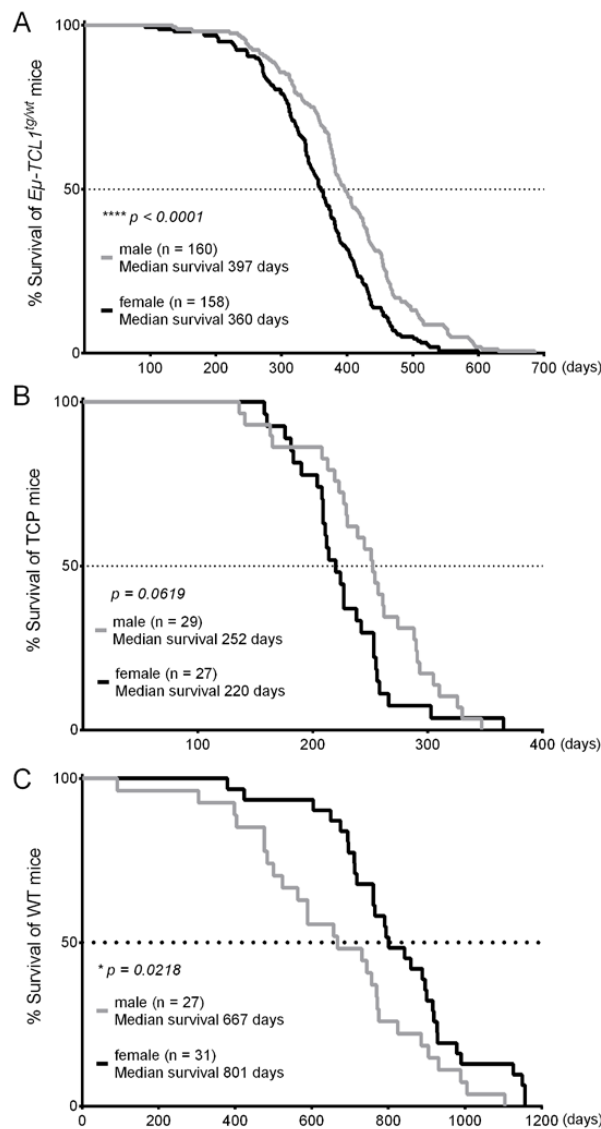 A
% Survival of Eμ-TCL1tg/wt mice
100
50
0
**** p < 0.0001
male (n = 160)
Median survival 397 days
female (n = 158)
Median survival 360 days
100 200 300 400 500 600 700 (days)
B
% Survival of TCP mice
100
50
0
p = 0.0619
male (n = 29)
Median survival 252 days
female (n = 27)
Median survival 220 days
100 200 300 400 (days)
C
% Survival of WT mice
100
50
0
* p = 0.0218
male (n = 27)
Median survival 667 days
female (n = 31)
Median survival 801 days
0 200 400 600 800 1000 1200
(days)